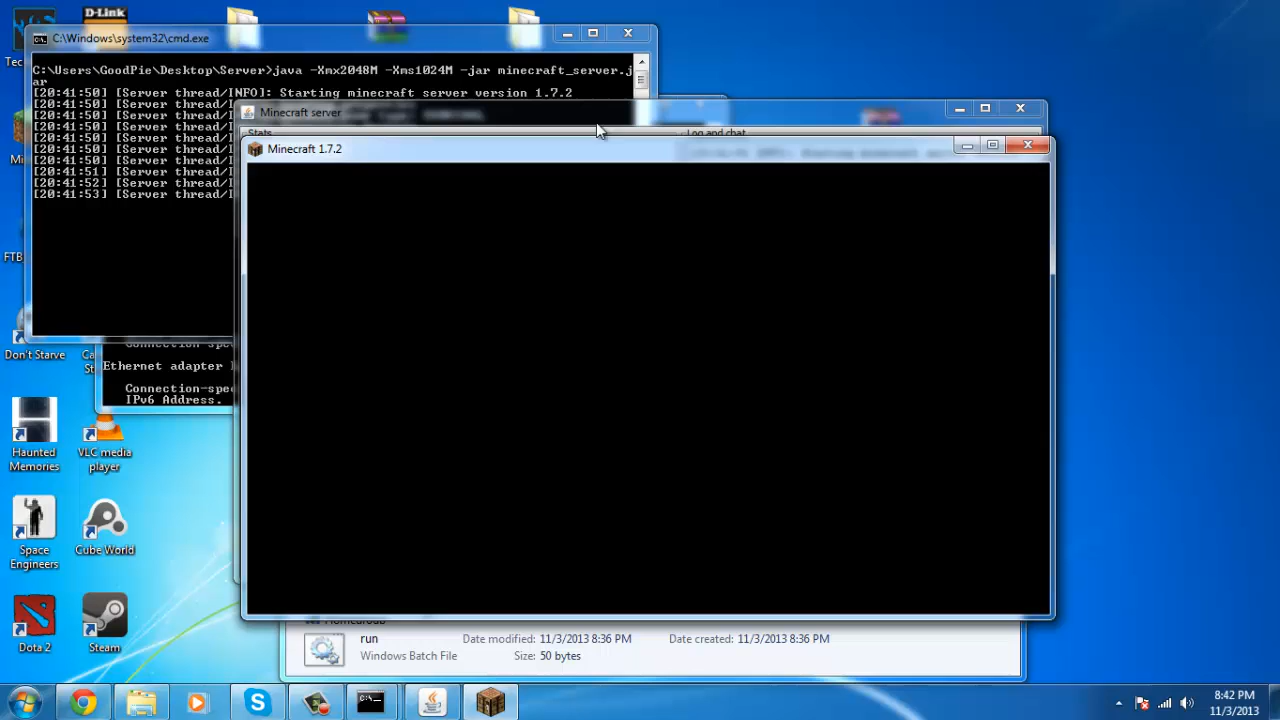 D-Link
C:\Windows\system32\cmd.exe
C:\Users\GoodPie\Desktop\Server>java -Xmx2048M -Xms1024M -jar minecraft_server.j
ar
[20:41:50] [Server thread/INFO]: Starting minecraft server version 1.7.2
[20:41:50] [Server thread/
[20:41:50] [Server thread/
[20:41:50] [Server thread/
[20:41:50] [Server thread/
[20:41:50] [Server thread/
[20:41:50] [Server thread/
[20:41:51] [Server thread/
[20:41:52] [Server thread/
[20:41:53] [Server thread/
Minecraft server
Stats
Log and chat
Minecraft 1.7.2
Tec
Mi
FTB
Don't Starve
Ca
St
Connection-spe
Ethernet adapter
Connection-spe
IPv6 Address.
Haunted
Memories
VLC media
player
Space
Engineers
Cube World
Dota 2
Steam
run
Date modified: 11/3/2013 8:36 PM
Date created: 11/3/2013 8:36 PM
Windows Batch File
Size: 50 bytes
8:42 PM
11/3/2013